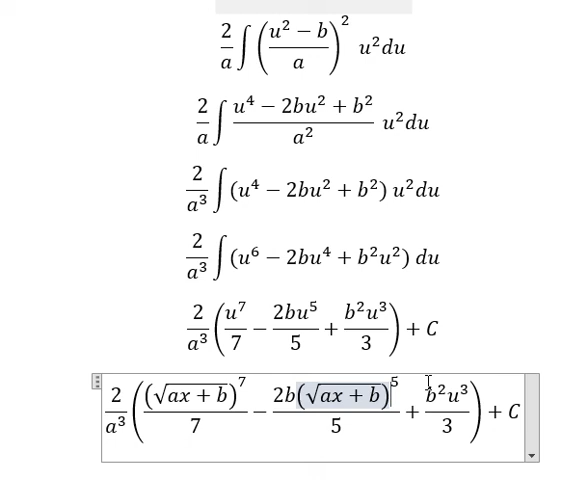 2/a ∫ ((u² − b)/a)² u²du
2/a ∫ (u⁴ − 2bu² + b²)/a² u²du
2/a³ ∫ (u⁴ − 2bu² + b²) u²du
2/a³ ∫ (u⁶ − 2bu⁴ + b²u²) du
2/a³ (u⁷/7 − 2bu⁵/5 + b²u³/3) + C
2/a³ ((√(ax + b))⁷/7 − 2b(√(ax + b))⁵/5 + b²u³/3) + C